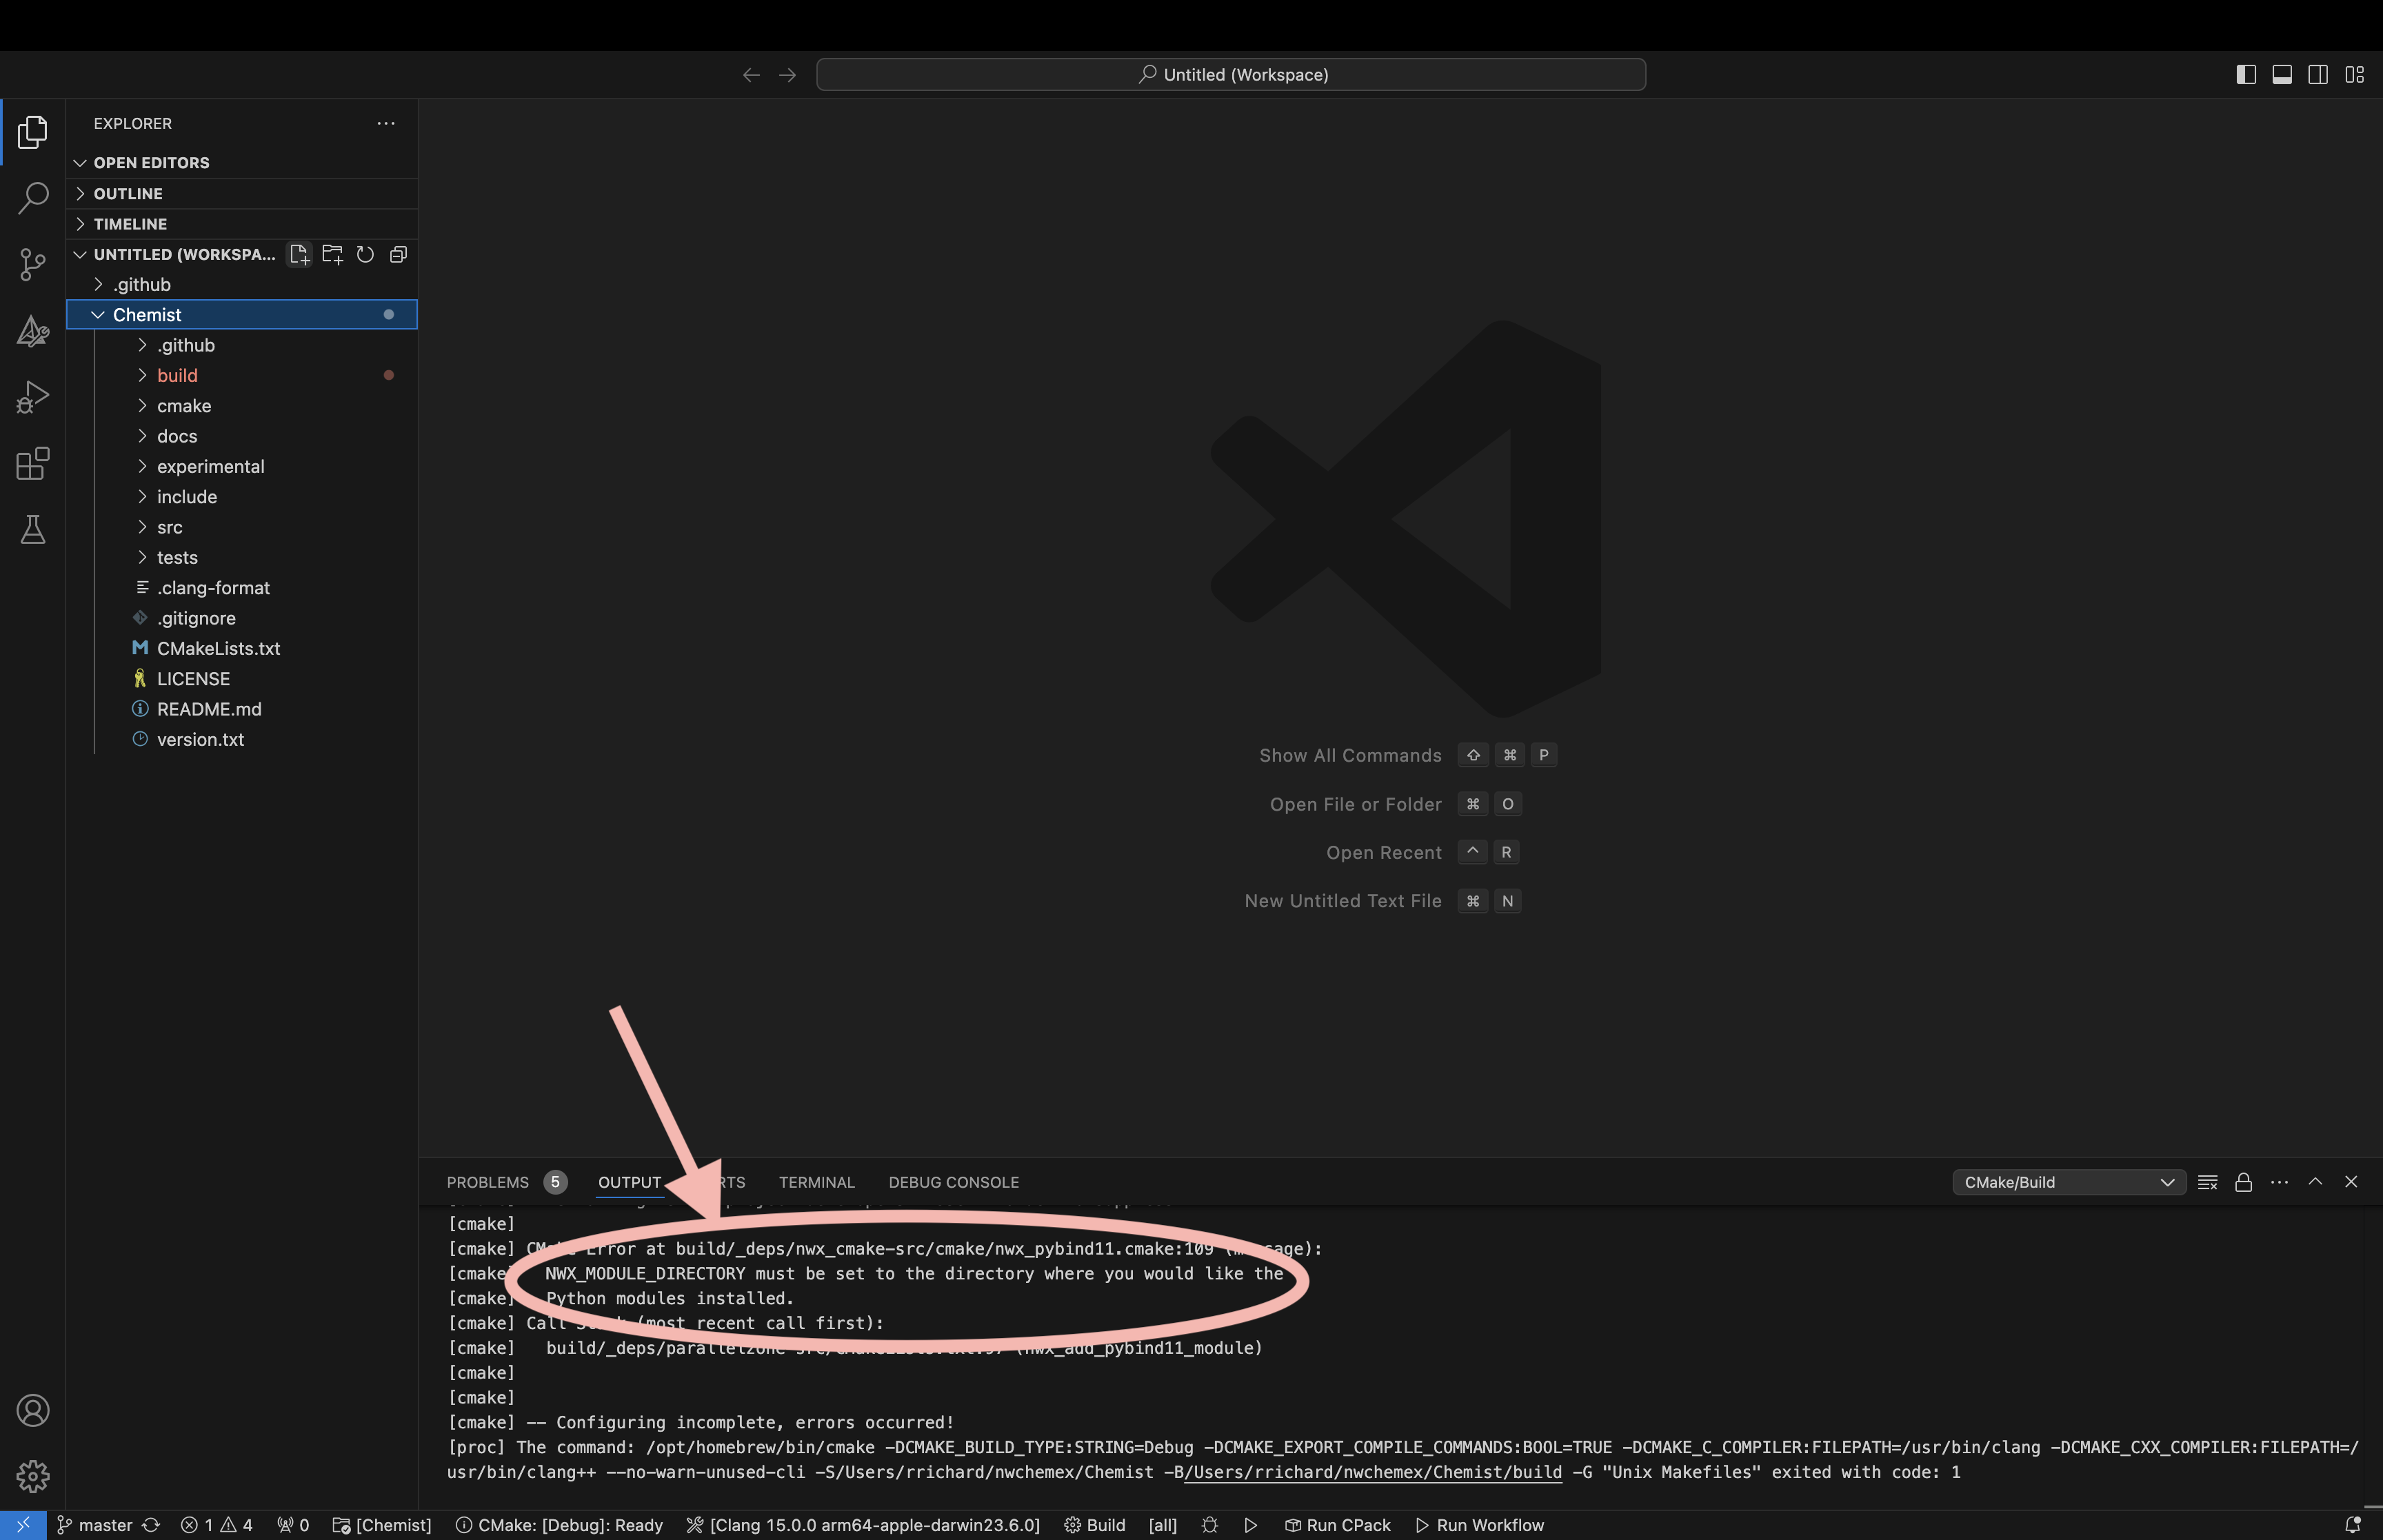 Untitled (Workspace)
EXPLORER
OPEN EDITORS
OUTLINE
TIMELINE
UNTITLED (WORKSPA...
.github
Chemist
.github
build
cmake
docs
experimental
include
src
tests
.clang-format
.gitignore
CMakeLists.txt
LICENSE
README.md
version.txt
Show All Commands ⇧ ⌘ P
Open File or Folder ⌘ O
Open Recent ^ R
New Untitled Text File ⌘ N
PROBLEMS 5 OUTPUT RTS TERMINAL DEBUG CONSOLE CMake/Build
[cmake]
[cmake] CMake Error at build/_deps/nwx_cmake-src/cmake/nwx_pybind11.cmake:109 (message):
[cmake] NWX_MODULE_DIRECTORY must be set to the directory where you would like the
[cmake] Python modules installed.
[cmake] Call Stack (most recent call first):
[cmake] build/_deps/parallelzone-src/CMakeLists.txt:97 (nwx_add_pybind11_module)
[cmake]
[cmake]
[cmake] -- Configuring incomplete, errors occurred!
[proc] The command: /opt/homebrew/bin/cmake -DCMAKE_BUILD_TYPE:STRING=Debug -DCMAKE_EXPORT_COMPILE_COMMANDS:BOOL=TRUE -DCMAKE_C_COMPILER:FILEPATH=/usr/bin/clang -DCMAKE_CXX_COMPILER:FILEPATH=/
usr/bin/clang++ --no-warn-unused-cli -S/Users/rrichard/nwchemex/Chemist -B/Users/rrichard/nwchemex/Chemist/build -G "Unix Makefiles" exited with code: 1
master 1 4 0 [Chemist] CMake: [Debug]: Ready [Clang 15.0.0 arm64-apple-darwin23.6.0] Build [all] Run CPack Run Workflow